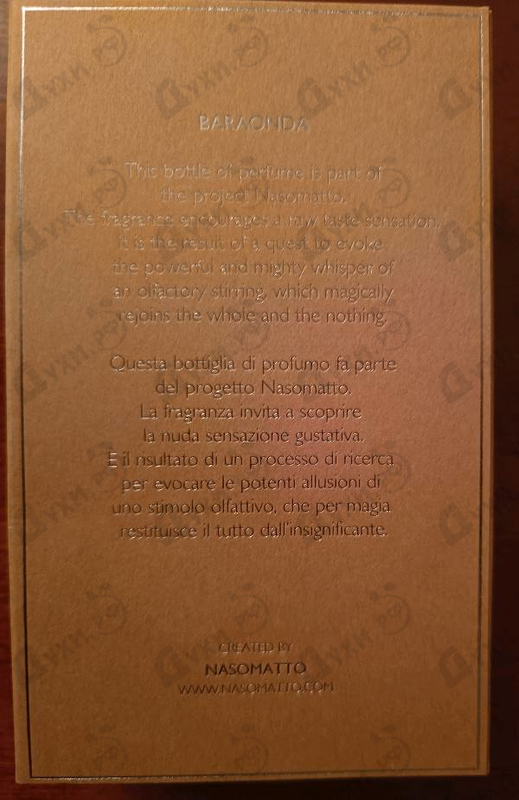 BARAONDA
This bottle of perfume is part of
the project Nasomatto.
The fragrance encourages a raw taste sensation.
It is the result of a quest to evoke
the powerful and mighty whisper of
an olfactory stirring, which magically
rejoins the whole and the nothing.
Questa bottiglia di profumo fa parte
del progetto Nasomatto.
La fragranza invita a scoprire
la nuda sensazione gustativa.
E il risultato di un processo di ricerca
per evocare le potenti allusioni di
uno stimolo olfattivo, che per magia
restituisce il tutto dall'insignificante.
CREATED BY
NASOMATTO
WWW.NASOMATTO.COM
Духи.РФ